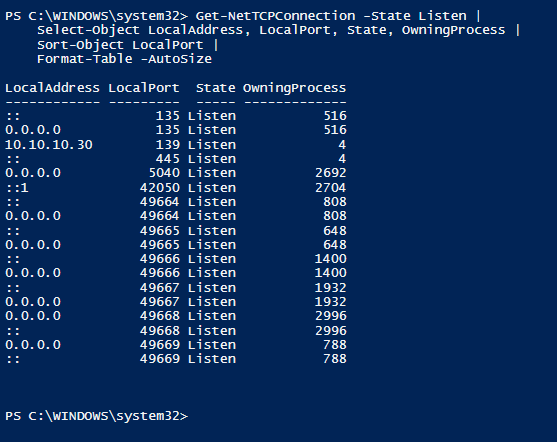 PS C:\WINDOWS\system32> Get-NetTCPConnection -State Listen |
    Select-Object LocalAddress, LocalPort, State, OwningProcess |
    Sort-Object LocalPort |
    Format-Table -AutoSize

LocalAddress LocalPort  State OwningProcess
------------ ---------  ----- -------------
::                 135 Listen           516
0.0.0.0            135 Listen           516
10.10.10.30        139 Listen             4
::                 445 Listen             4
0.0.0.0           5040 Listen          2692
::1              42050 Listen          2704
::               49664 Listen           808
0.0.0.0          49664 Listen           808
::               49665 Listen           648
0.0.0.0          49665 Listen           648
::               49666 Listen          1400
0.0.0.0          49666 Listen          1400
::               49667 Listen          1932
0.0.0.0          49667 Listen          1932
0.0.0.0          49668 Listen          2996
::               49668 Listen          2996
0.0.0.0          49669 Listen           788
::               49669 Listen           788

PS C:\WINDOWS\system32>